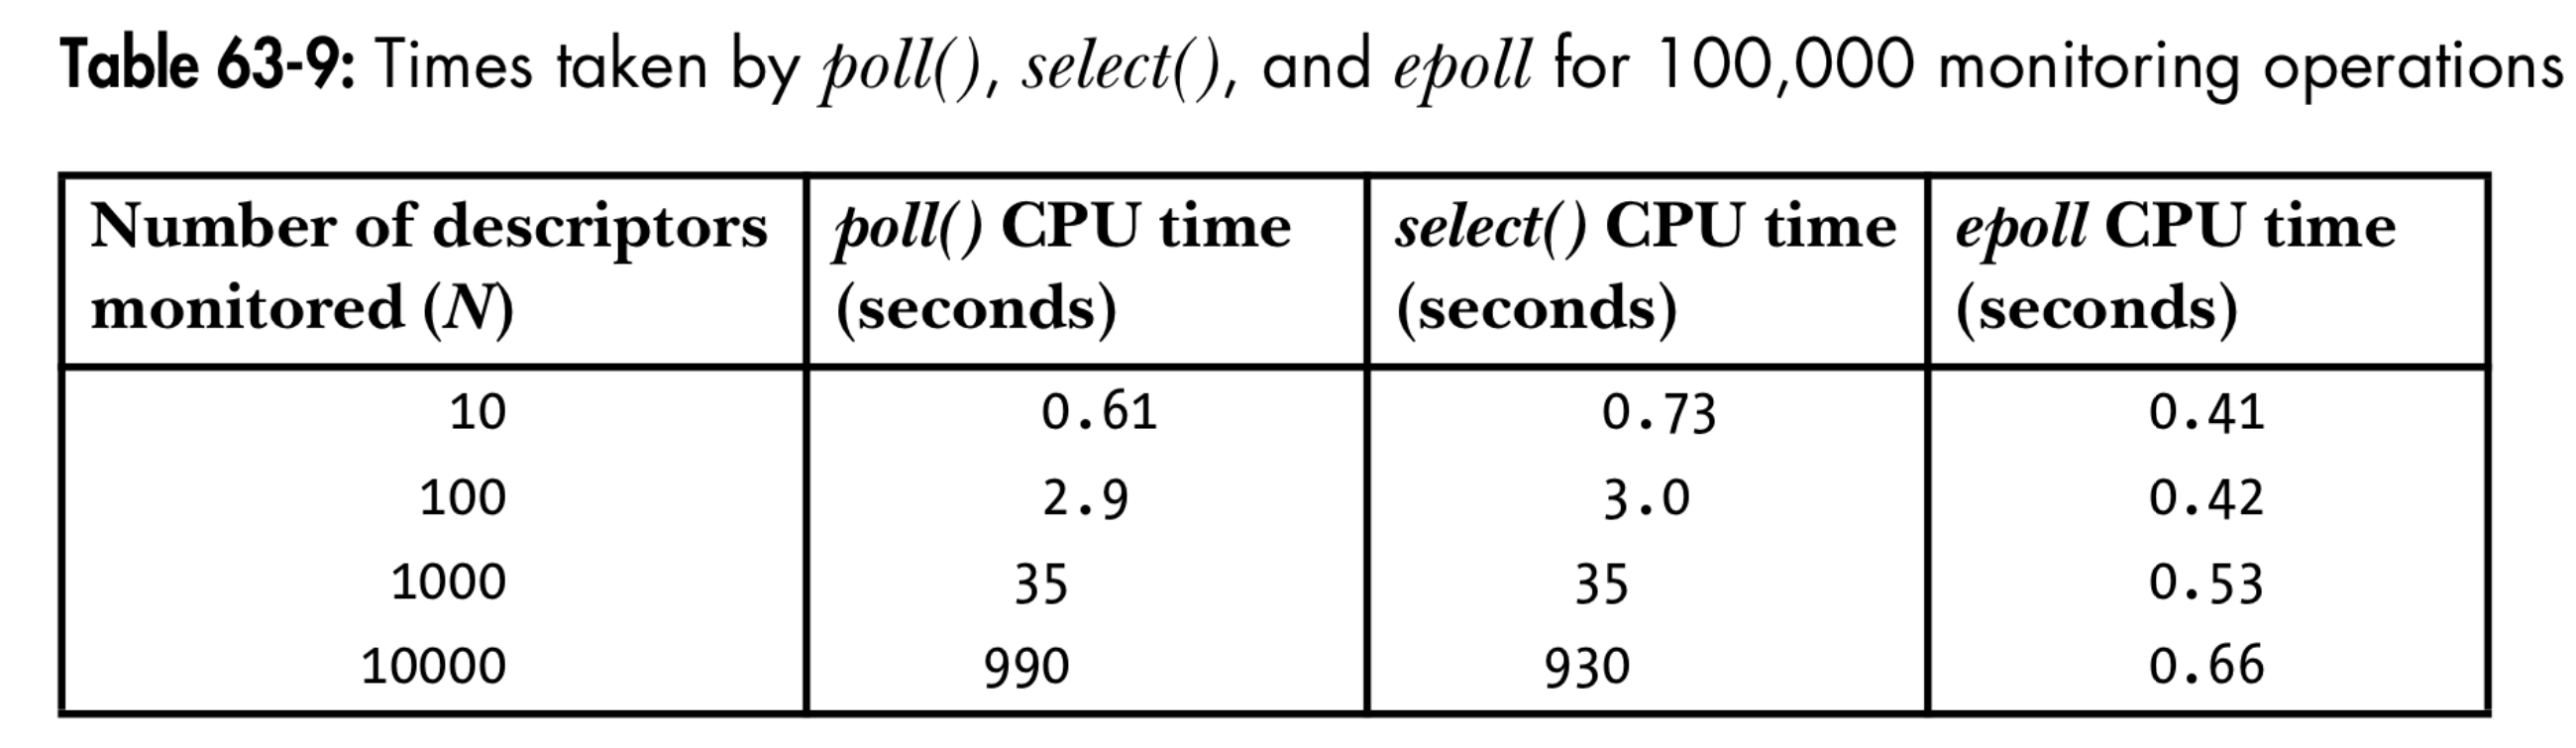 Table 63-9: Times taken by poll(), select(), and epoll for 100,000 monitoring operations
Number of descriptors monitored (N) poll() CPU time (seconds) select() CPU time (seconds) epoll CPU time (seconds)
10 0.61 0.73 0.41
100 2.9 3.0 0.42
1000 35 35 0.53
10000 990 930 0.66